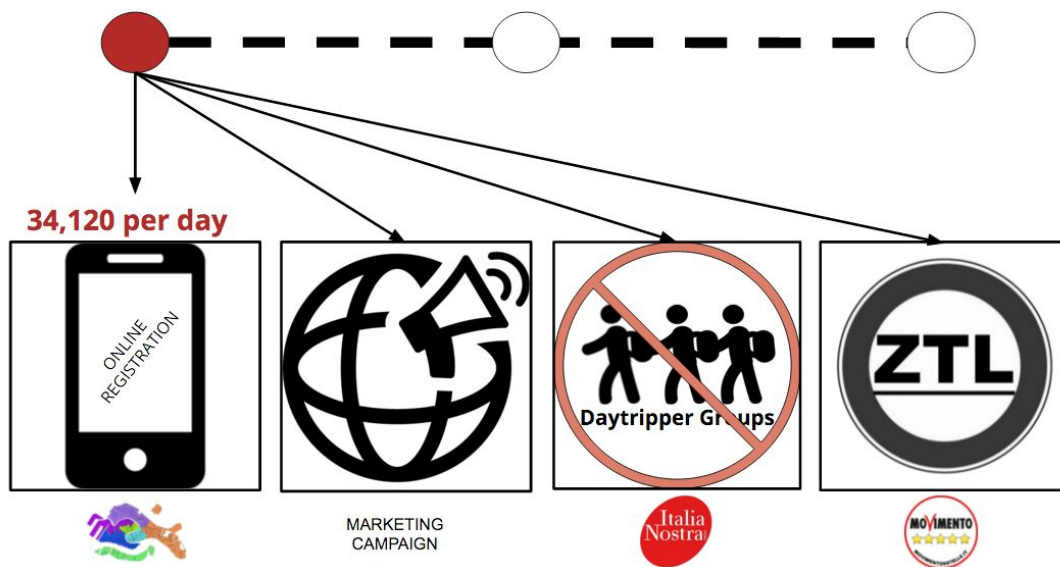 34,120 per day
ONLINE
REGISTRATION
Daytripper Groups
ZTL
MARKETING
CAMPAIGN
Italia
Nostra
MOVIMENTO